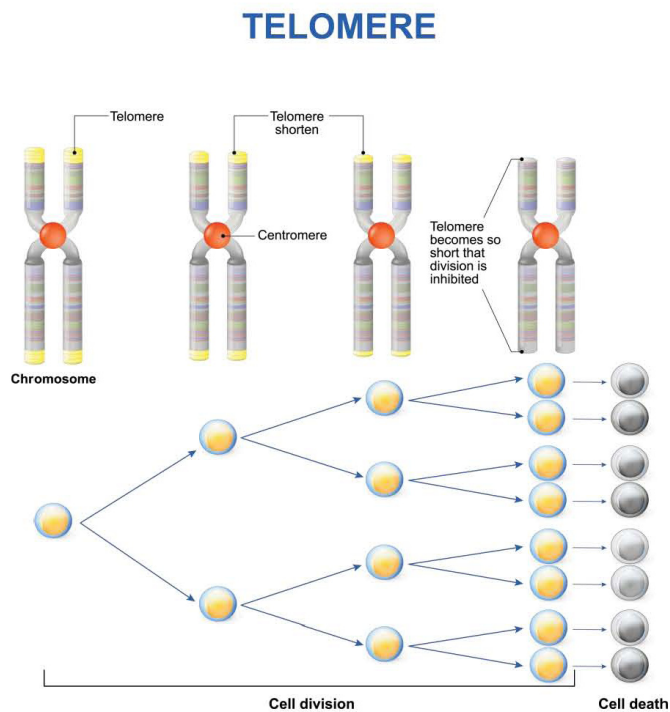 TELOMERE
Telomere
Telomere
shorten
Centromere
Telomere
becomes so
short that
division is
inhibited
Chromosome
Cell division
Cell death